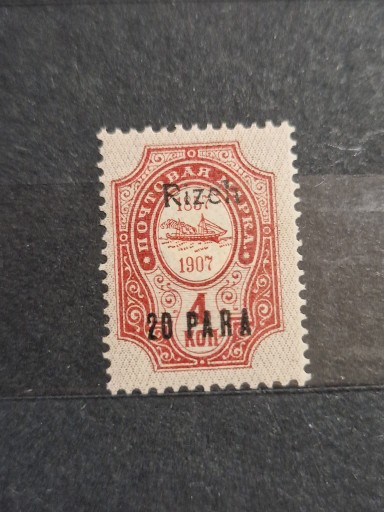 ПОЧТОВАЯ МАРКА
Rizeh
1857
1907
4
20 PARA
КОП